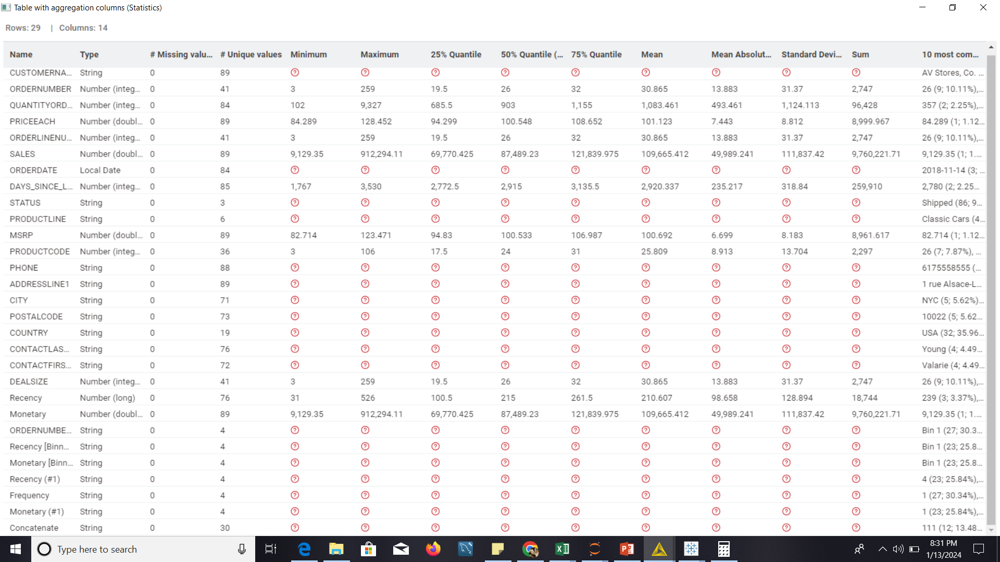 Table with aggregation columns (Statistics)
Rows: 29 | Columns: 14
Name Type # Missing valu... # Unique values Minimum Maximum 25% Quantile 50% Quantile (... 75% Quantile Mean Mean Absolut... Standard Devi... Sum 10 most com...
CUSTOMERNA... String 0 89 ? ? ? ? ? ? ? ? ? AV Stores, Co. ...
ORDERNUMBER Number (integ... 0 41 3 259 19.5 26 32 30.865 13.883 31.37 2,747 26 (9; 10.11%),...
QUANTITYORD... Number (integ... 0 84 102 9,327 685.5 903 1,155 1,083.461 493.461 1,124.113 96,428 357 (2; 2.25%),...
PRICEEACH Number (doubl... 0 89 84.289 128.452 94.299 100.548 108.652 101.123 7.443 8.812 8,999.967 84.289 (1; 1.12...
ORDERLINENU... Number (integ... 0 41 3 259 19.5 26 32 30.865 13.883 31.37 2,747 26 (9; 10.11%),...
SALES Number (doubl... 0 89 9,129.35 912,294.11 69,770.425 87,489.23 121,839.975 109,665.412 49,989.241 111,837.42 9,760,221.71 9,129.35 (1; 1....
ORDERDATE Local Date 0 84 ? ? ? ? ? ? ? ? ? 2018-11-14 (3; ...
DAYS_SINCE_L... Number (integ... 0 85 1,767 3,530 2,772.5 2,915 3,135.5 2,920.337 235.217 318.84 259,910 2,780 (2; 2.25...
STATUS String 0 3 ? ? ? ? ? ? ? ? ? Shipped (86; 9...
PRODUCTLINE String 0 6 ? ? ? ? ? ? ? ? ? Classic Cars (4...
MSRP Number (doubl... 0 89 82.714 123.471 94.83 100.533 106.987 100.692 6.699 8.183 8,961.617 82.714 (1; 1.12...
PRODUCTCODE Number (integ... 0 36 3 106 17.5 24 31 25.809 8.913 13.704 2,297 26 (7; 7.87%), ...
PHONE String 0 88 ? ? ? ? ? ? ? ? ? 6175558555 (...
ADDRESSLINE1 String 0 89 ? ? ? ? ? ? ? ? ? 1 rue Alsace-L...
CITY String 0 71 ? ? ? ? ? ? ? ? ? NYC (5; 5.62%)...
POSTALCODE String 0 73 ? ? ? ? ? ? ? ? ? 10022 (5; 5.62...
COUNTRY String 0 19 ? ? ? ? ? ? ? ? ? USA (32; 35.96...
CONTACTLAS... String 0 76 ? ? ? ? ? ? ? ? ? Young (4; 4.49...
CONTACTFIRS... String 0 72 ? ? ? ? ? ? ? ? ? Valarie (4; 4.49...
DEALSIZE Number (integ... 0 41 3 259 19.5 26 32 30.865 13.883 31.37 2,747 26 (9; 10.11%),...
Recency Number (long) 0 76 31 526 100.5 215 261.5 210.607 98.658 128.894 18,744 239 (3; 3.37%),...
Monetary Number (doubl... 0 89 9,129.35 912,294.11 69,770.425 87,489.23 121,839.975 109,665.412 49,989.241 111,837.42 9,760,221.71 9,129.35 (1; 1....
ORDERNUMBE... String 0 4 ? ? ? ? ? ? ? ? ? Bin 1 (27; 30.3...
Recency [Binn... String 0 4 ? ? ? ? ? ? ? ? ? Bin 1 (23; 25.8...
Monetary [Binn... String 0 4 ? ? ? ? ? ? ? ? ? Bin 1 (23; 25.8...
Recency (#1) String 0 4 ? ? ? ? ? ? ? ? ? 4 (23; 25.84%),...
Frequency String 0 4 ? ? ? ? ? ? ? ? ? 1 (27; 30.34%),...
Monetary (#1) String 0 4 ? ? ? ? ? ? ? ? ? 1 (23; 25.84%),...
Concatenate String 0 30 ? ? ? ? ? ? ? ? ? 111 (12; 13.48...
Type here to search
8:31 PM
1/13/2024